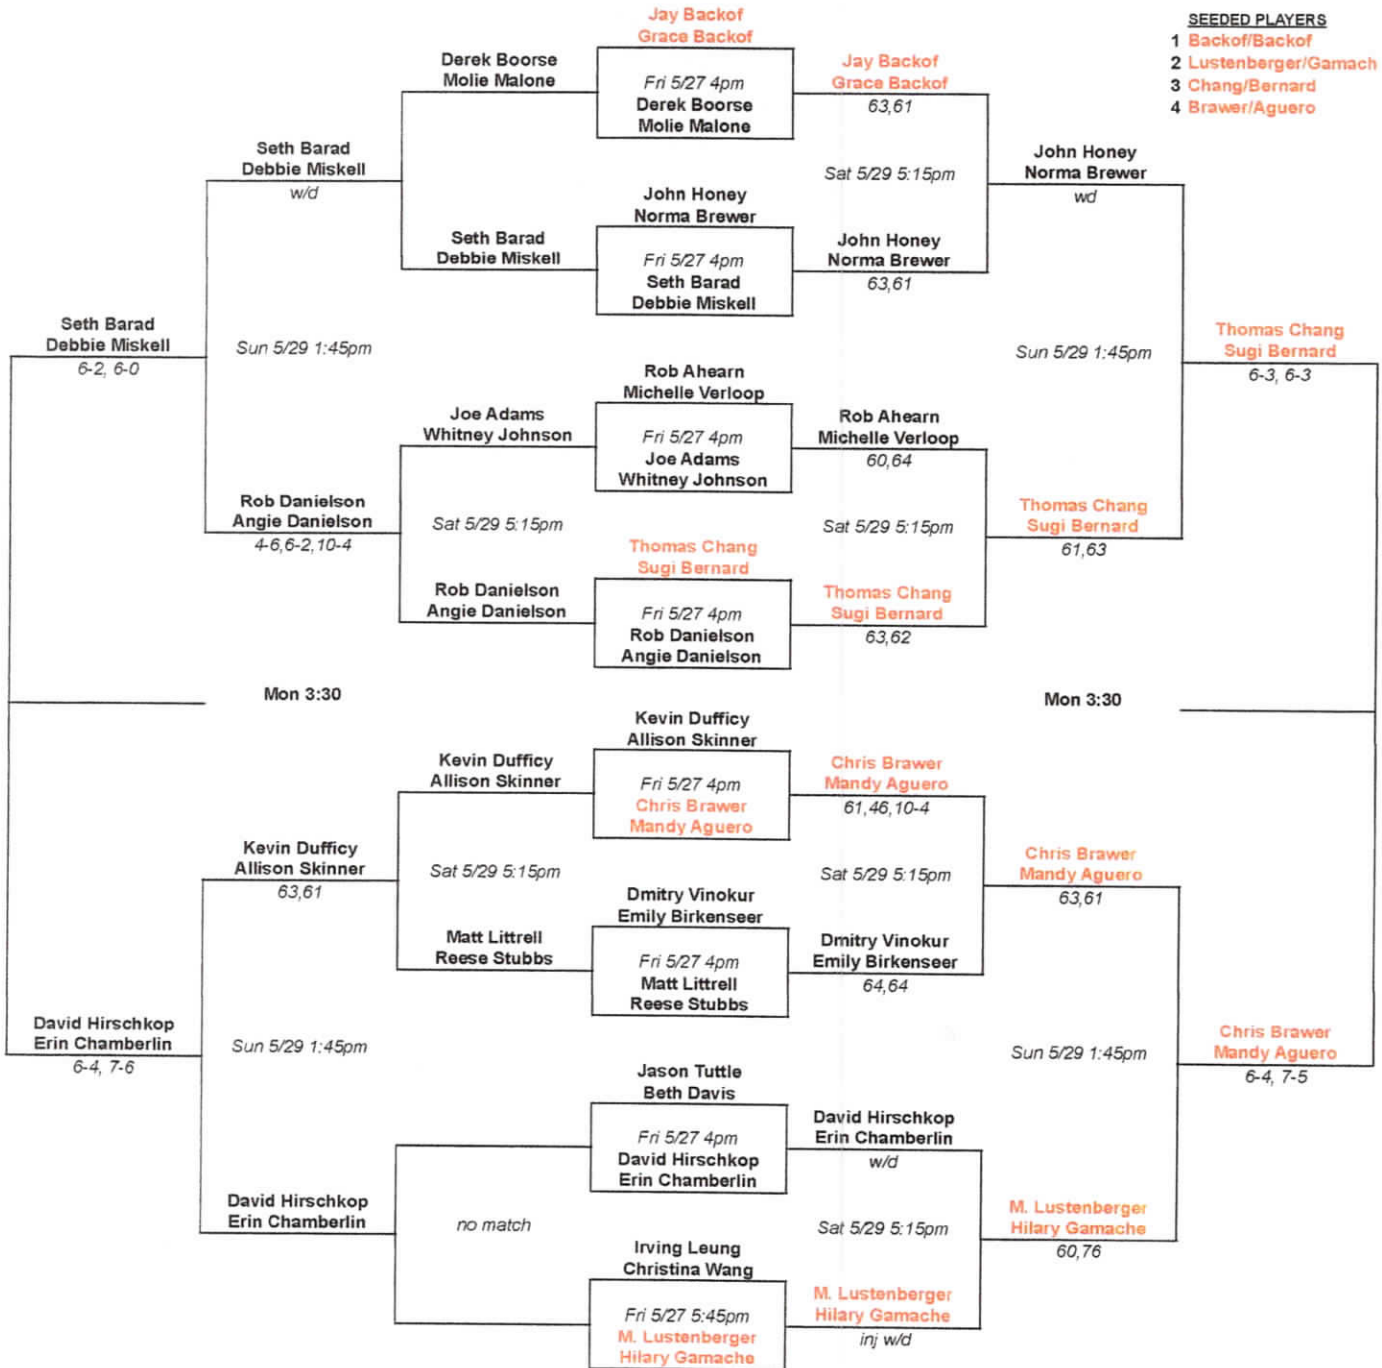 Jay Backof
Grace Backof
SEEDED PLAYERS
1 Backof/Backof
2 Lustenberger/Gamach
3 Chang/Bernard
4 Brawer/Aguero
Derek Boorse
Molie Malone
Fri 5/27 4pm
Derek Boorse
Molie Malone
Jay Backof
Grace Backof
63,61
Seth Barad
Debbie Miskell
w/d
Sat 5/29 5:15pm
John Honey
Norma Brewer
wd
John Honey
Norma Brewer
Seth Barad
Debbie Miskell
Fri 5/27 4pm
Seth Barad
Debbie Miskell
John Honey
Norma Brewer
63,61
Seth Barad
Debbie Miskell
6-2, 6-0
Sun 5/29 1:45pm
Sun 5/29 1:45pm
Thomas Chang
Sugi Bernard
6-3, 6-3
Rob Ahearn
Michelle Verloop
Joe Adams
Whitney Johnson
Fri 5/27 4pm
Joe Adams
Whitney Johnson
Rob Ahearn
Michelle Verloop
60,64
Rob Danielson
Angie Danielson
4-6,6-2,10-4
Sat 5/29 5:15pm
Sat 5/29 5:15pm
Thomas Chang
Sugi Bernard
61,63
Thomas Chang
Sugi Bernard
Rob Danielson
Angie Danielson
Fri 5/27 4pm
Rob Danielson
Angie Danielson
Thomas Chang
Sugi Bernard
63,62
Mon 3:30
Mon 3:30
Kevin Dufficy
Allison Skinner
Kevin Dufficy
Allison Skinner
Fri 5/27 4pm
Chris Brawer
Mandy Aguero
Chris Brawer
Mandy Aguero
61,46,10-4
Kevin Dufficy
Allison Skinner
63,61
Sat 5/29 5:15pm
Sat 5/29 5:15pm
Chris Brawer
Mandy Aguero
63,61
Dmitry Vinokur
Emily Birkenseer
Matt Littrell
Reese Stubbs
Fri 5/27 4pm
Matt Littrell
Reese Stubbs
Dmitry Vinokur
Emily Birkenseer
64,64
David Hirschkop
Erin Chamberlin
6-4, 7-6
Sun 5/29 1:45pm
Sun 5/29 1:45pm
Chris Brawer
Mandy Aguero
6-4, 7-5
Jason Tuttle
Beth Davis
Fri 5/27 4pm
David Hirschkop
Erin Chamberlin
David Hirschkop
Erin Chamberlin
w/d
David Hirschkop
Erin Chamberlin
no match
Sat 5/29 5:15pm
M. Lustenberger
Hilary Gamache
60,76
Irving Leung
Christina Wang
Fri 5/27 5:45pm
M. Lustenberger
Hilary Gamache
M. Lustenberger
Hilary Gamache
inj w/d